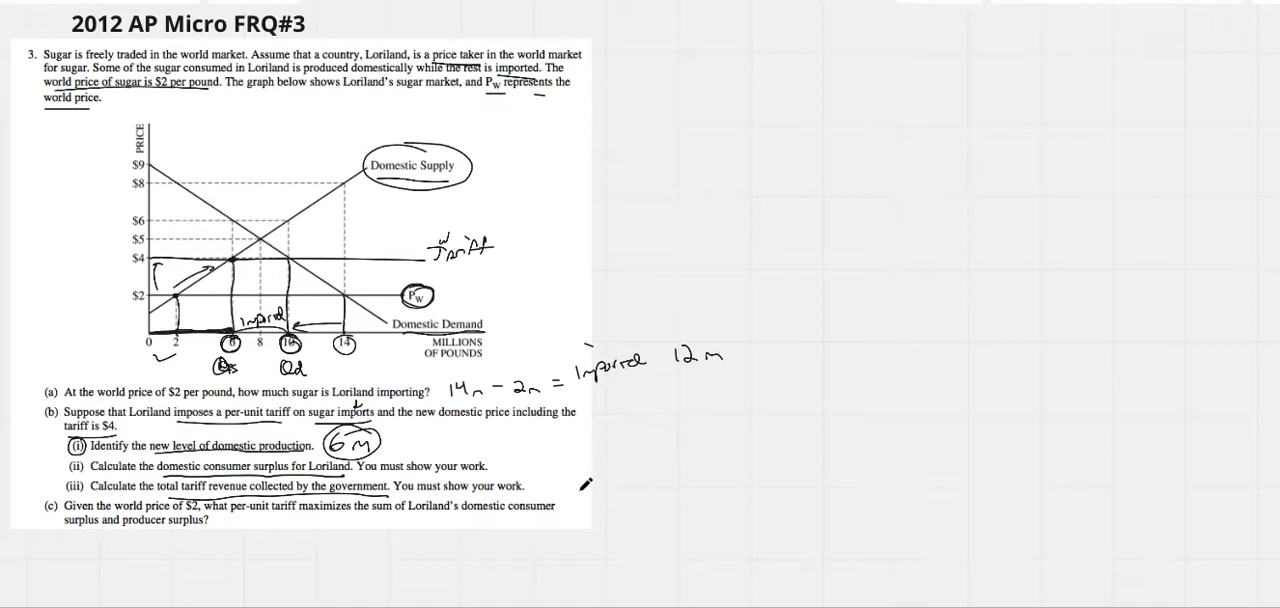 2012 AP Micro FRQ#3
3. Sugar is freely traded in the world market. Assume that a country, Loriland, is a price taker in the world market
for sugar. Some of the sugar consumed in Loriland is produced domestically while the rest is imported. The
world price of sugar is $2 per pound. The graph below shows Loriland's sugar market, and PW represents the
world price.
PRICE
$9
Domestic Supply
$8
$6
$5
W
Tariff
$4
$2
PW
Import
Domestic Demand
0 2 6 8 10 14 MILLIONS
OF POUNDS
Qs Qd
(a) At the world price of $2 per pound, how much sugar is Loriland importing? 14m - 2m = Imported 12m
(b) Suppose that Loriland imposes a per-unit tariff on sugar imports and the new domestic price including the
tariff is $4.
(i) Identify the new level of domestic production. 6m
(ii) Calculate the domestic consumer surplus for Loriland. You must show your work.
(iii) Calculate the total tariff revenue collected by the government. You must show your work.
(c) Given the world price of $2, what per-unit tariff maximizes the sum of Loriland's domestic consumer
surplus and producer surplus?